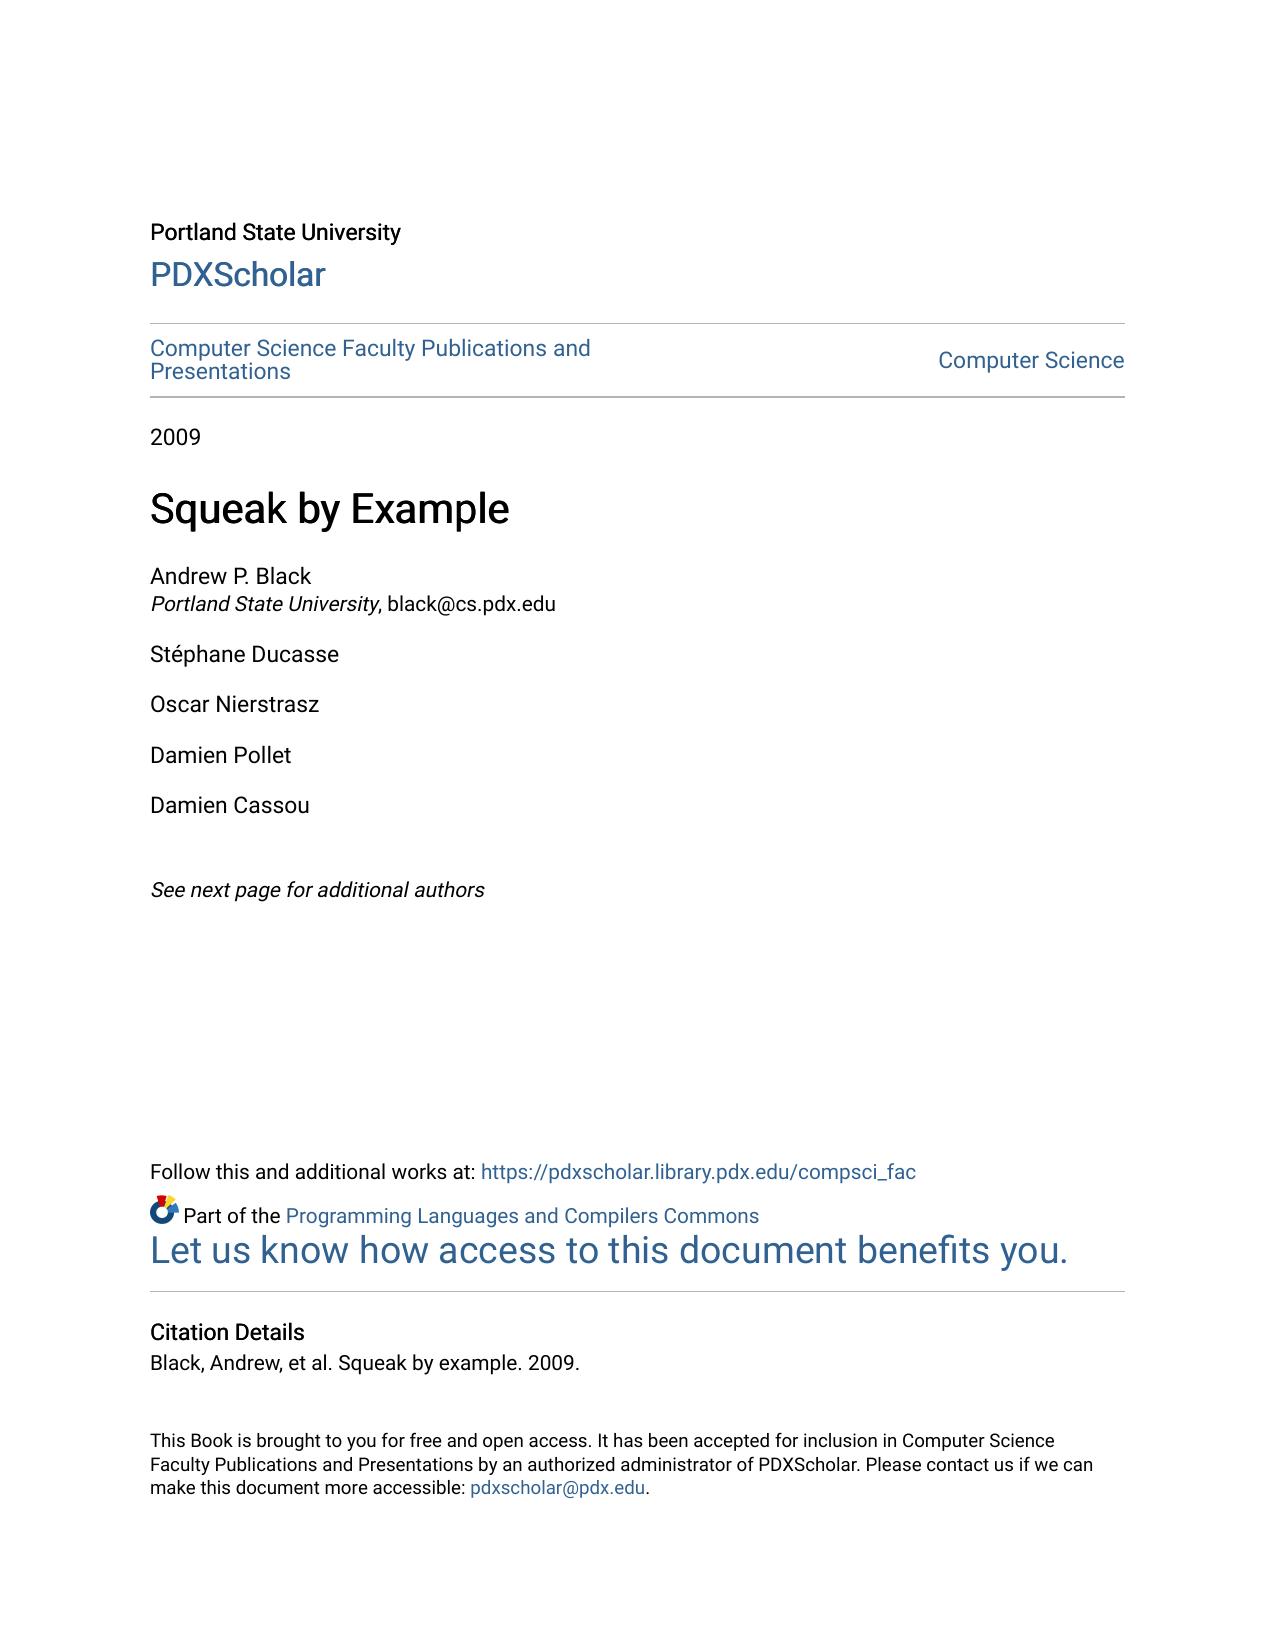 Portland State University
PDXScholar
Computer Science Faculty Publications and
Presentations
Computer Science
2009
Squeak by Example
Andrew P. Black
Portland State University, black@cs.pdx.edu
Stéphane Ducasse
Oscar Nierstrasz
Damien Pollet
Damien Cassou
See next page for additional authors
Follow this and additional works at: https://pdxscholar.library.pdx.edu/compsci_fac
Part of the Programming Languages and Compilers Commons
Let us know how access to this document benefits you.
Citation Details
Black, Andrew, et al. Squeak by example. 2009.
This Book is brought to you for free and open access. It has been accepted for inclusion in Computer Science
Faculty Publications and Presentations by an authorized administrator of PDXScholar. Please contact us if we can
make this document more accessible: pdxscholar@pdx.edu.